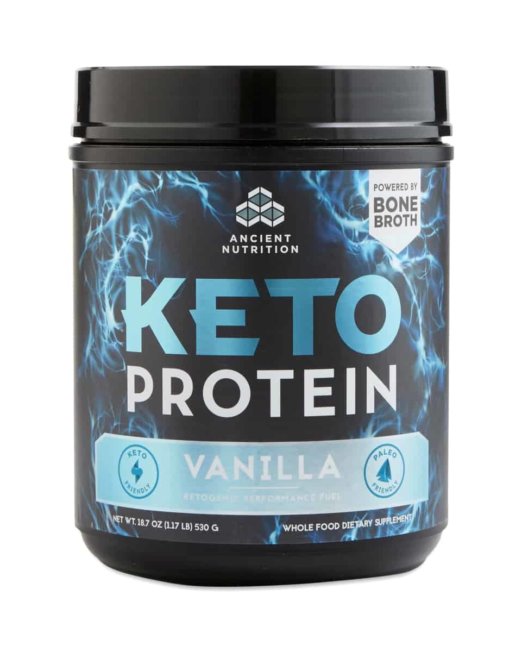 POWERED BY
BONE
BROTH
ANCIENT
NUTRITION
KETO
PROTEIN
KETO
FRIENDLY
VANILLA
PALEO
FRIENDLY
KETOGENIC PERFORMANCE FUEL
NET WT. 18.7 OZ (1.17 LB) 530 G
WHOLE FOOD DIETARY SUPPLEMENT